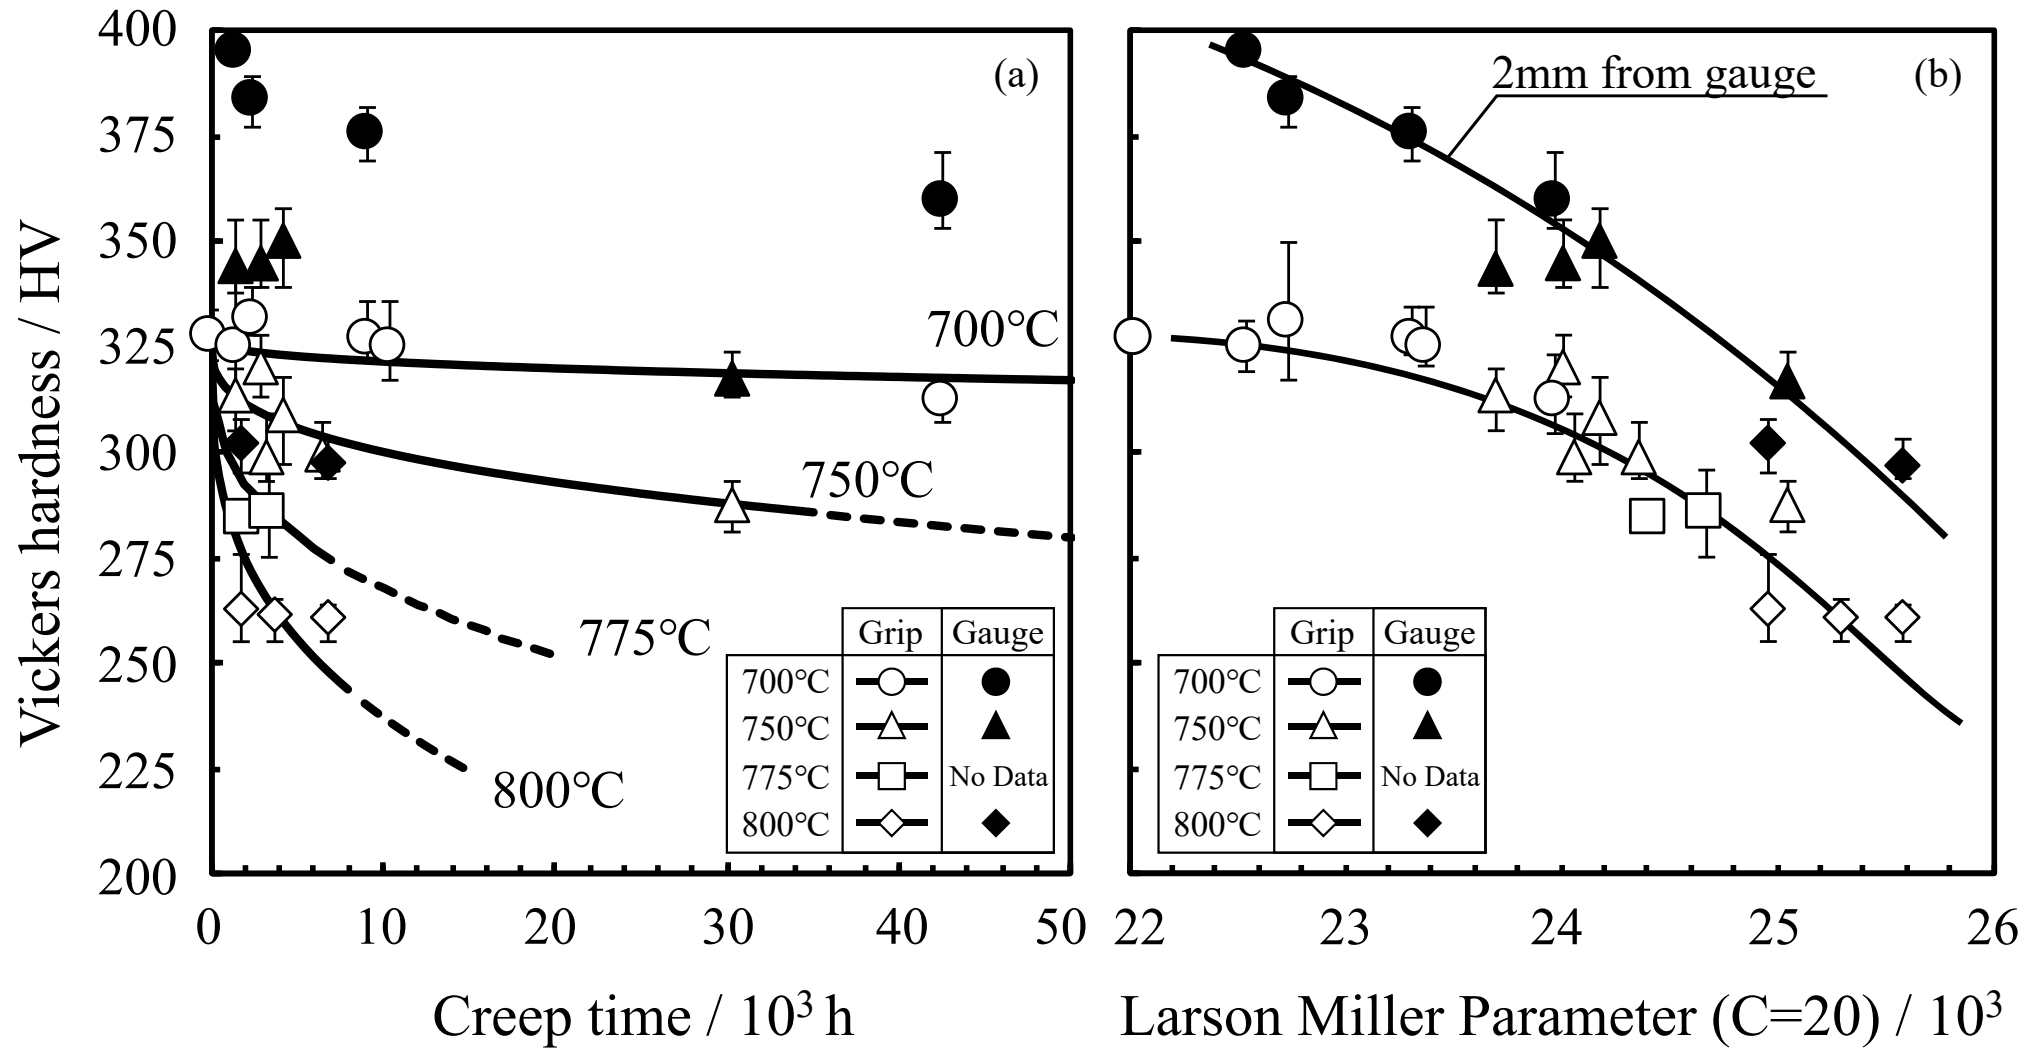 400
375
350
325
300
275
250
225
200
Vickers hardness / HV
(a)
700℃
750℃
775℃
800℃
Grip Gauge
700℃
750℃
775℃ No Data
800℃
0 10 20 30 40 50
Creep time / 10³ h
2mm from gauge
(b)
Grip Gauge
700℃
750℃
775℃ No Data
800℃
22 23 24 25 26
Larson Miller Parameter (C=20) / 10³